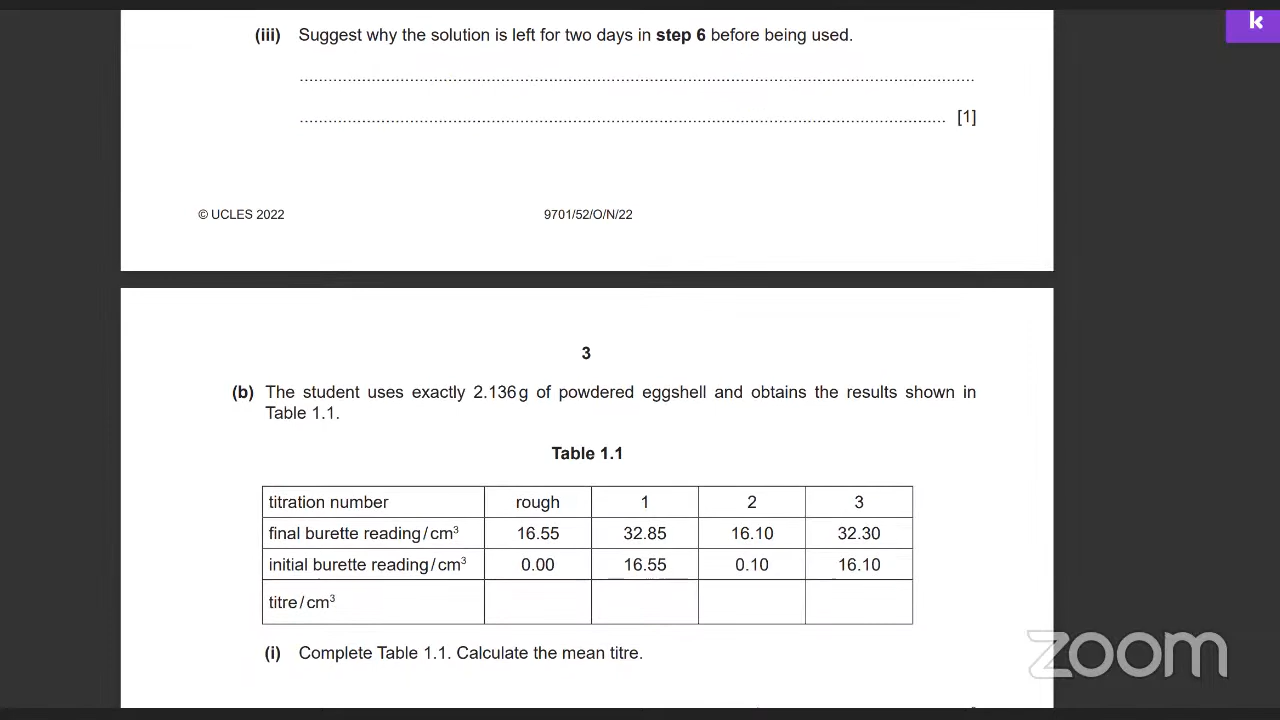 k
(iii) Suggest why the solution is left for two days in step 6 before being used.
...................................................................................................................................................
............................................................................................................................................. [1]
© UCLES 2022 9701/52/O/N/22
3
(b) The student uses exactly 2.136g of powdered eggshell and obtains the results shown in
Table 1.1.
Table 1.1
titration number rough 1 2 3
final burette reading/cm³ 16.55 32.85 16.10 32.30
initial burette reading/cm³ 0.00 16.55 0.10 16.10
titre/cm³
(i) Complete Table 1.1. Calculate the mean titre.
zoom